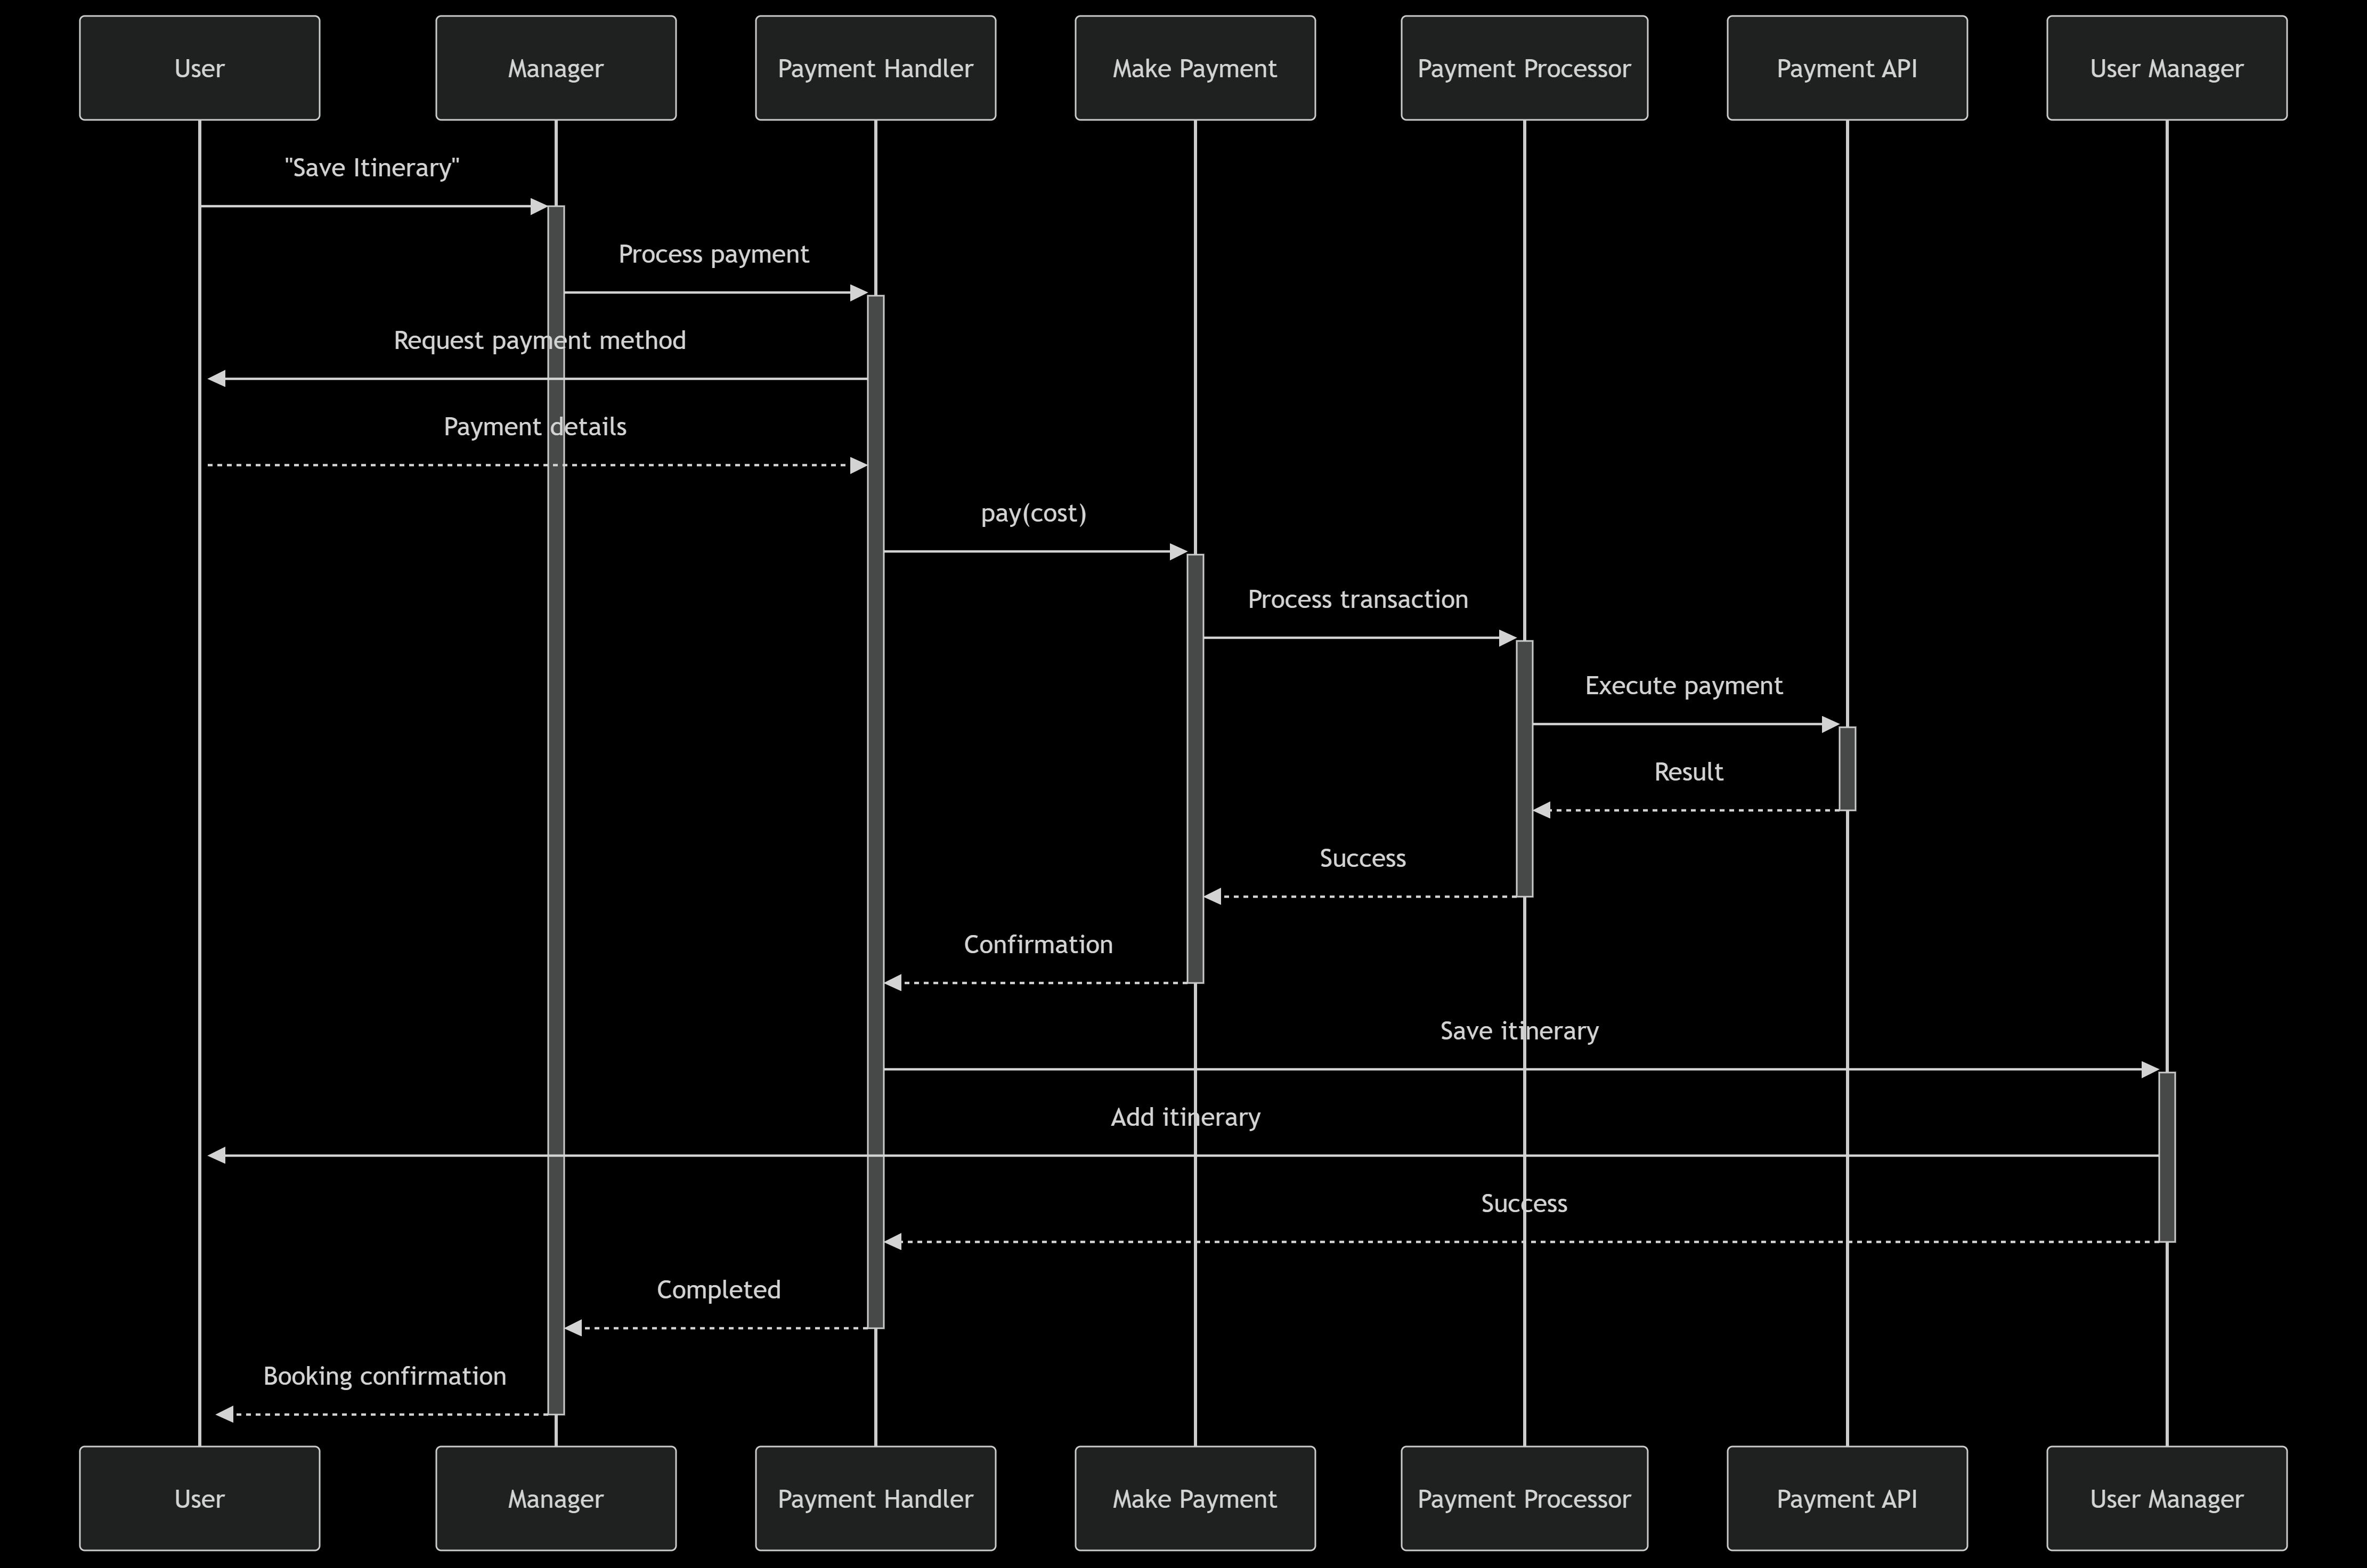 User
Manager
Payment Handler
Make Payment
Payment Processor
Payment API
User Manager
"Save Itinerary"
Process payment
Request payment method
Payment details
pay(cost)
Process transaction
Execute payment
Result
Success
Confirmation
Save itinerary
Add itinerary
Success
Completed
Booking confirmation
User
Manager
Payment Handler
Make Payment
Payment Processor
Payment API
User Manager